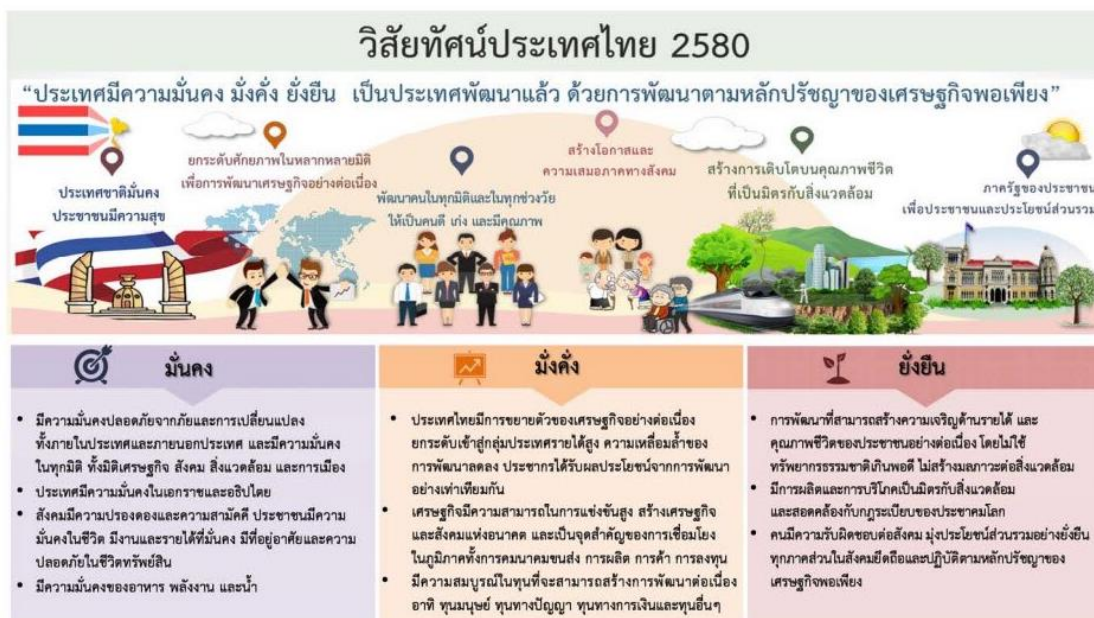 วิสัยทัศน์ประเทศไทย 2580
“ประเทศมีความมั่นคง มั่งคั่ง ยั่งยืน เป็นประเทศพัฒนาแล้ว ด้วยการพัฒนาตามหลักปรัชญาของเศรษฐกิจพอเพียง”
ประเทศชาติมั่นคง
ประชาชนมีความสุข
ยกระดับศักยภาพในหลากหลายมิติ
เพื่อการพัฒนาเศรษฐกิจอย่างต่อเนื่อง
พัฒนาคนในทุกมิติและในทุกช่วงวัย
ให้เป็นคนดี เก่ง และมีคุณภาพ
สร้างโอกาสและ
ความเสมอภาคทางสังคม
สร้างการเติบโตบนคุณภาพชีวิต
ที่เป็นมิตรกับสิ่งแวดล้อม
ภาครัฐของประชาชน
เพื่อประชาชนและประโยชน์ส่วนรวม
มั่นคง
• มีความมั่นคงปลอดภัยจากภัยและการเปลี่ยนแปลง
ทั้งภายในประเทศและภายนอกประเทศ และมีความมั่นคง
ในทุกมิติ ทั้งมิติเศรษฐกิจ สังคม สิ่งแวดล้อม และการเมือง
• ประเทศมีความมั่นคงในเอกราชและอธิปไตย
• สังคมมีความปรองดองและความสามัคคี ประชาชนมีความ
มั่นคงในชีวิต มีงานและรายได้ที่มั่นคง มีที่อยู่อาศัยและความ
ปลอดภัยในชีวิตทรัพย์สิน
• มีความมั่นคงของอาหาร พลังงาน และน้ำ
มั่งคั่ง
• ประเทศไทยมีการขยายตัวของเศรษฐกิจอย่างต่อเนื่อง
ยกระดับเข้าสู่กลุ่มประเทศรายได้สูง ความเหลื่อมล้ำของ
การพัฒนาลดลง ประชากรได้รับผลประโยชน์จากการพัฒนา
อย่างเท่าเทียมกัน
• เศรษฐกิจมีความสามารถในการแข่งขันสูง สร้างเศรษฐกิจ
และสังคมแห่งอนาคต และเป็นจุดสำคัญของการเชื่อมโยง
ในภูมิภาคทั้งการคมนาคมขนส่ง การผลิต การค้า การลงทุน
• มีความสมบูรณ์ในทุนที่จะสามารถสร้างการพัฒนาต่อเนื่อง
อาทิ ทุนมนุษย์ ทุนทางปัญญา ทุนทางการเงินและทุนอื่นๆ
ยั่งยืน
• การพัฒนาที่สามารถสร้างความเจริญด้านรายได้ และ
คุณภาพชีวิตของประชาชนอย่างต่อเนื่อง โดยไม่ใช้
ทรัพยากรธรรมชาติเกินพอดี ไม่สร้างมลภาวะต่อสิ่งแวดล้อม
• มีการผลิตและการบริโภคเป็นมิตรกับสิ่งแวดล้อม
และสอดคล้องกับกฎระเบียบของประชาคมโลก
• คนมีความรับผิดชอบต่อสังคม มุ่งประโยชน์ส่วนรวมอย่างยั่งยืน
ทุกภาคส่วนในสังคมยึดถือและปฏิบัติตามหลักปรัชญาของ
เศรษฐกิจพอเพียง